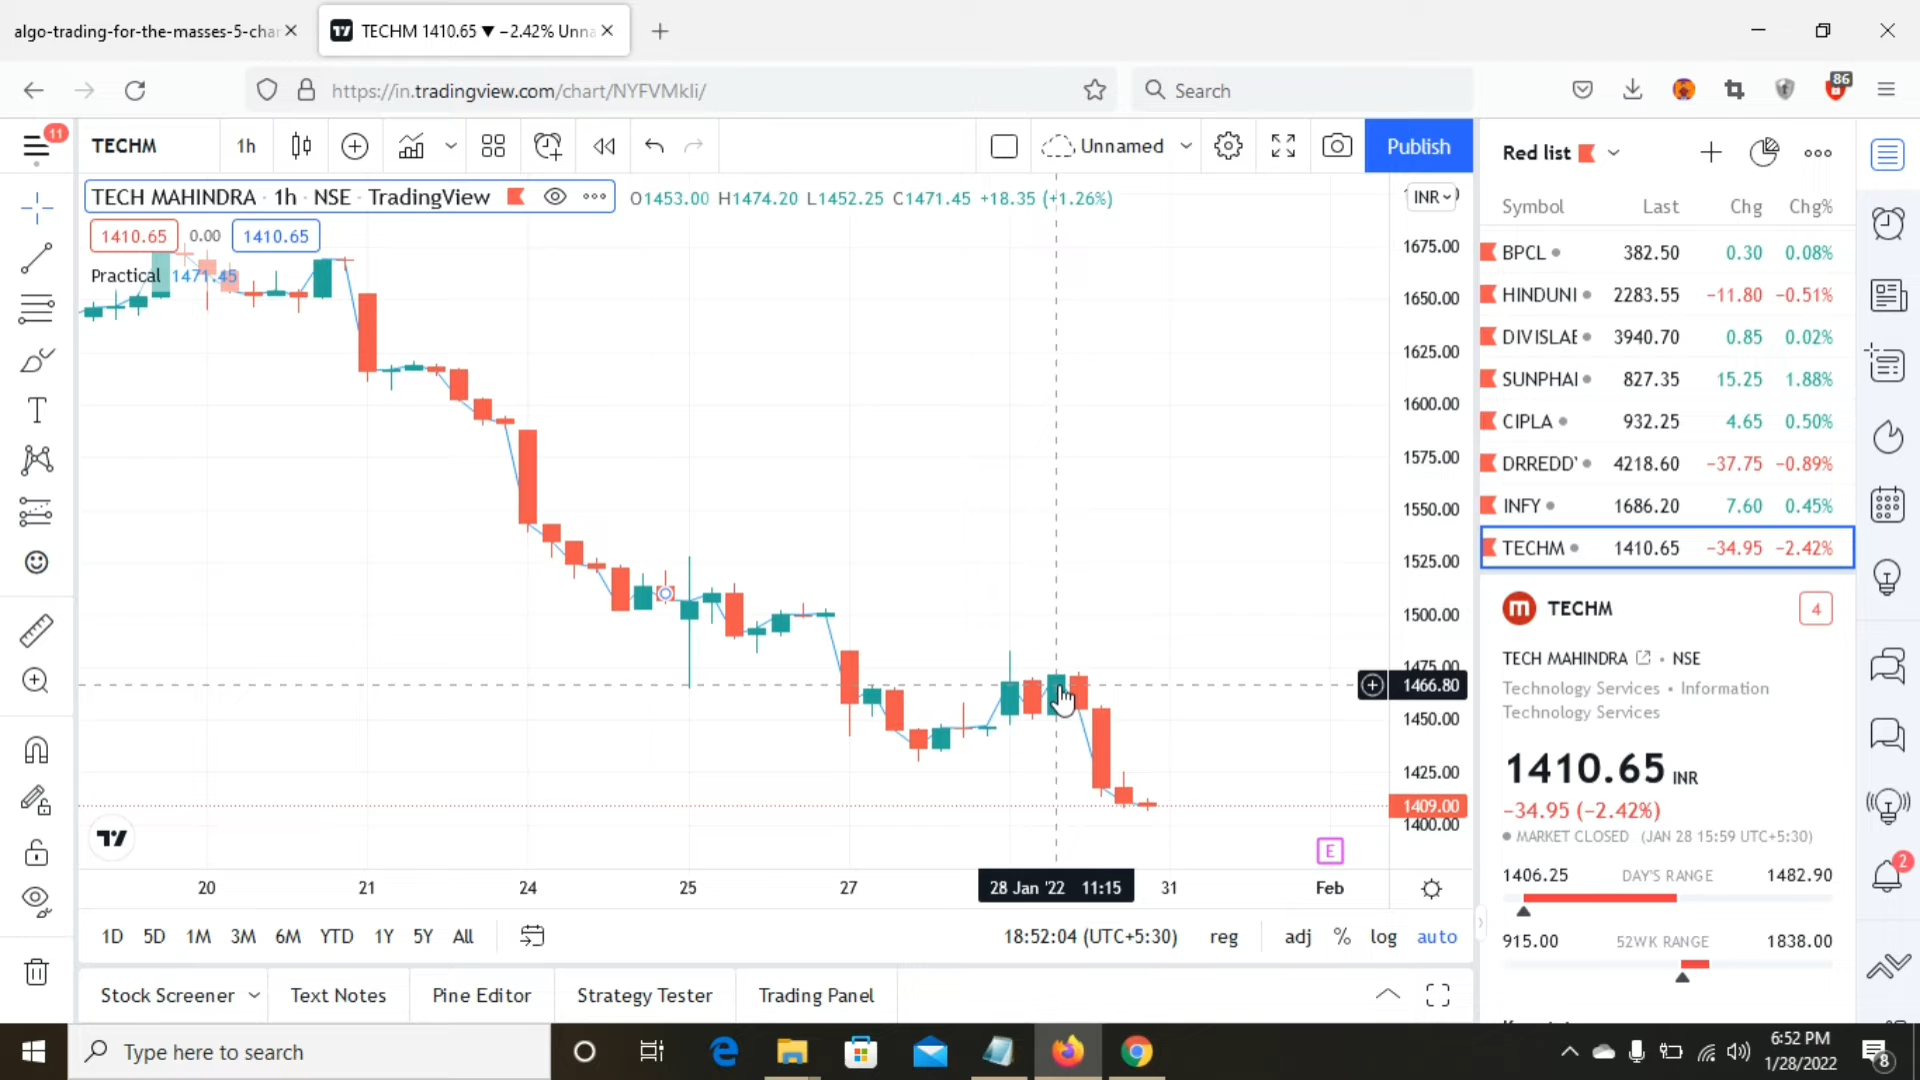 algo-trading-for-the-masses-5-char
TECHM 1410.65 ▼ −2.42% Unna
https://in.tradingview.com/chart/NYFVMkli/
Search
86
11
TECHM
1h
Unnamed
Publish
TECH MAHINDRA · 1h · NSE · TradingView
O1453.00 H1474.20 L1452.25 C1471.45 +18.35 (+1.26%)
INR
1410.65
0.00
1410.65
Practical 1471.45
1675.00
1650.00
1625.00
1600.00
1575.00
1550.00
1525.00
1500.00
1475.00
1466.80
1450.00
1425.00
1409.00
1400.00
E
20
21
24
25
27
28 Jan '22 11:15
31
Feb
1D
5D
1M
3M
6M
YTD
1Y
5Y
All
18:52:04 (UTC+5:30)
reg
adj
%
log
auto
Stock Screener
Text Notes
Pine Editor
Strategy Tester
Trading Panel
Red list
Symbol Last Chg Chg%
BPCL 382.50 0.30 0.08%
HINDUNI 2283.55 −11.80 −0.51%
DIVISLAE 3940.70 0.85 0.02%
SUNPHAI 827.35 15.25 1.88%
CIPLA 932.25 4.65 0.50%
DRREDD' 4218.60 −37.75 −0.89%
INFY 1686.20 7.60 0.45%
TECHM 1410.65 −34.95 −2.42%
TECHM
4
TECH MAHINDRA • NSE
Technology Services • Information
Technology Services
1410.65 INR
−34.95 (−2.42%)
MARKET CLOSED (JAN 28 15:59 UTC+5:30)
1406.25 DAY'S RANGE 1482.90
915.00 52WK RANGE 1838.00
2
Type here to search
6:52 PM
1/28/2022
8